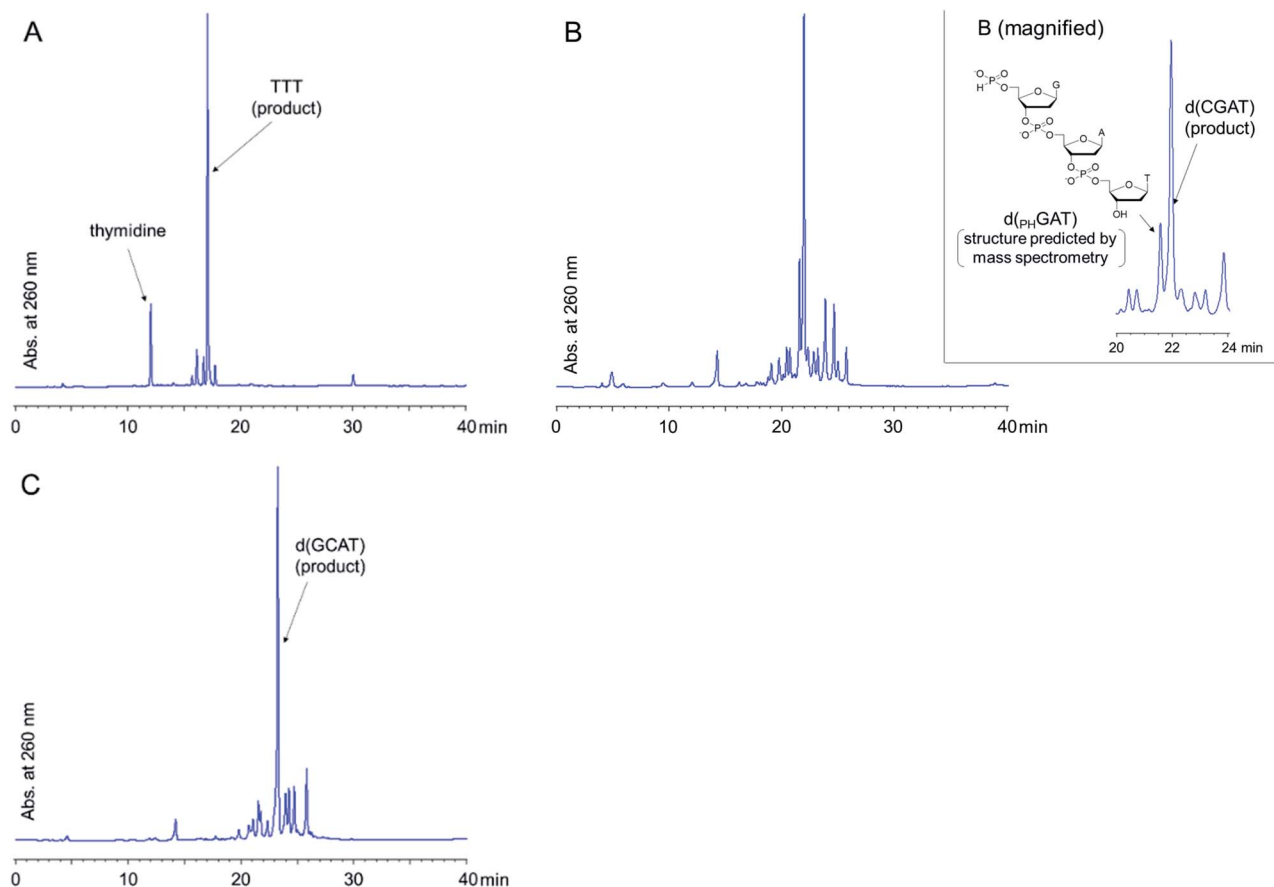 A
TTT
(product)
thymidine
Abs. at 260 nm
0 10 20 30 40 min
B
Abs. at 260 nm
0 10 20 30 40 min
B (magnified)
-O O
P
H O O G
O O
P
-O O O A
O O
P
-O O O T
OH
d(PHGAT)
structure predicted by
mass spectrometry
d(CGAT)
(product)
20 22 24 min
C
d(GCAT)
(product)
Abs. at 260 nm
0 10 20 30 40 min